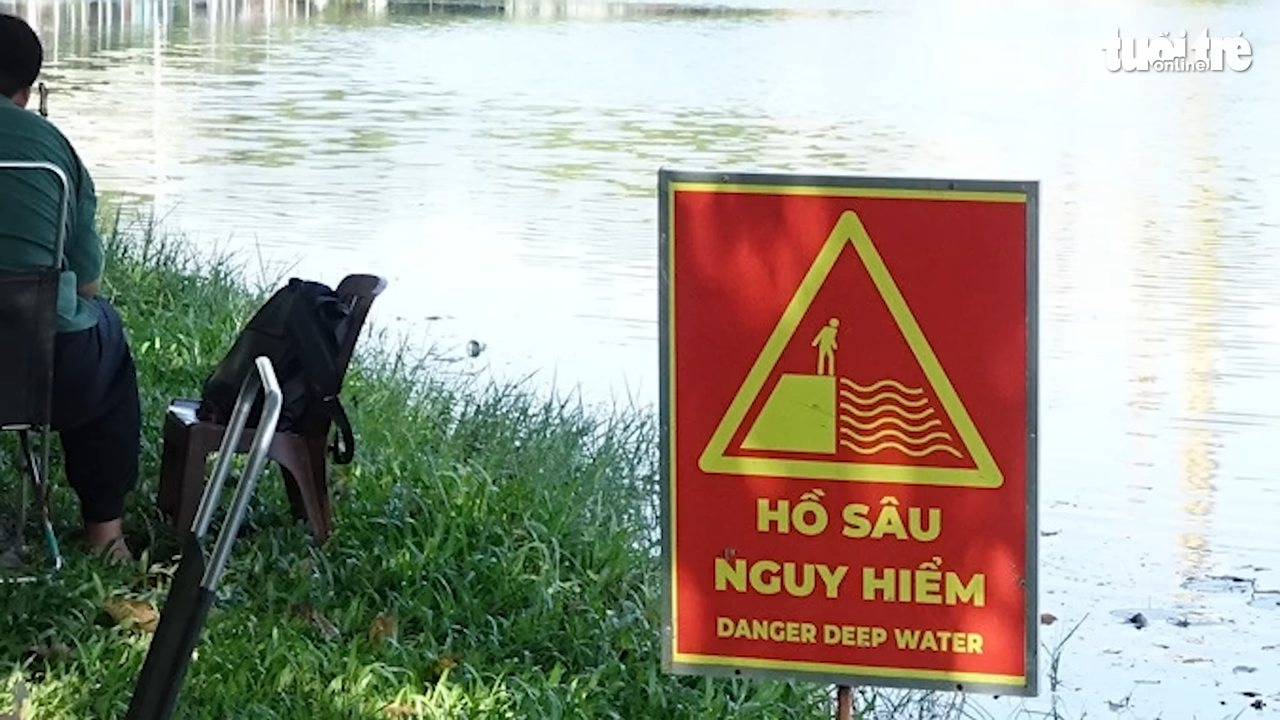 tuổi trẻ
online
HỒ SÂU
NGUY HIỂM
DANGER DEEP WATER